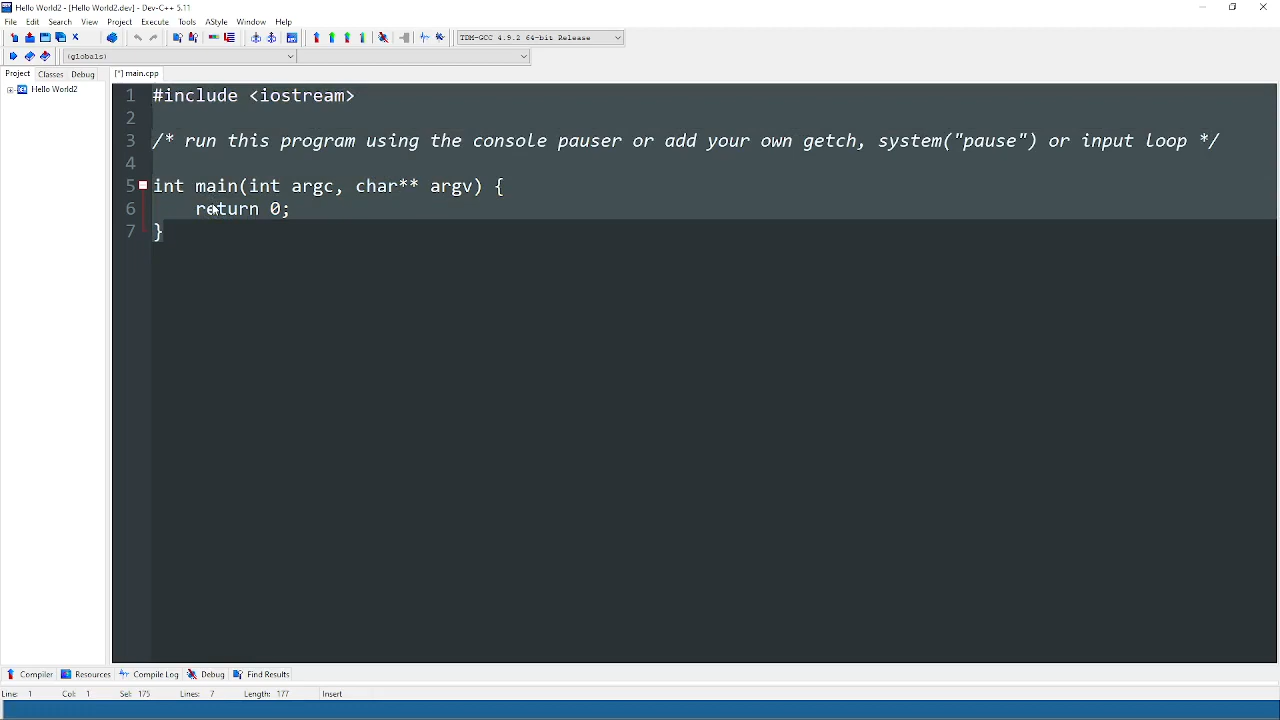 Hello World2 - [Hello World2.dev] - Dev-C++ 5.11
File Edit Search View Project Execute Tools AStyle Window Help
TDM-GCC 4.9.2 64-bit Release
(globals)
Project Classes Debug [*] main.cpp
Hello World2
1 #include <iostream>
2
3 /* run this program using the console pauser or add your own getch, system("pause") or input loop */
4
5 int main(int argc, char** argv) {
6 return 0;
7 }
Compiler Resources Compile Log Debug Find Results
Line: 1 Col: 1 Sel: 175 Lines: 7 Length: 177 Insert